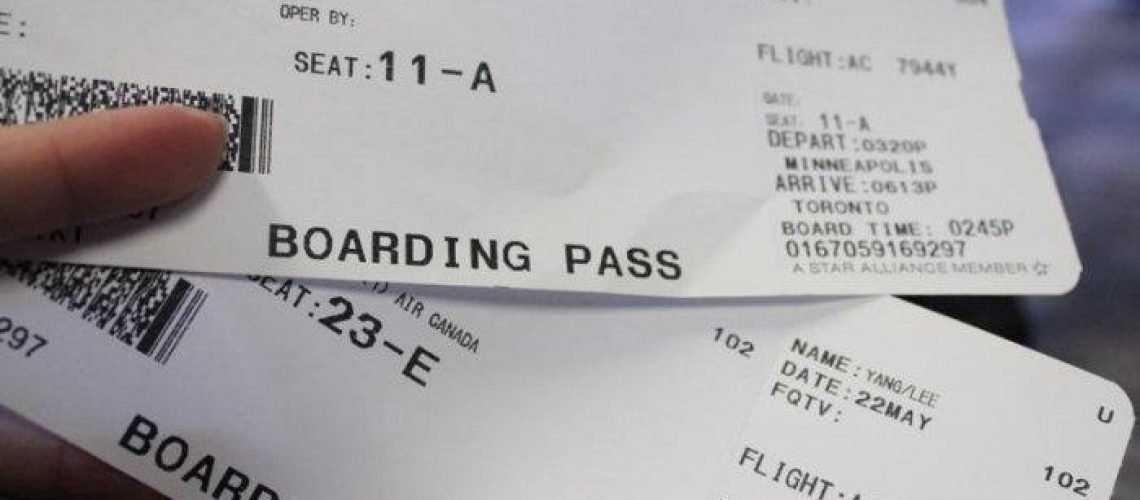 OPER BY:
SEAT:11-A
BOARDING PASS
FLIGHT:AC 7944Y
DATE:
SEAT: 11-A
DEPART:0320P
MINNEAPOLIS
ARRIVE:0613P
TORONTO
BOARD TIME: 0245P
0167059169297
A STAR ALLIANCE MEMBER
AIR CANADA
SEAT:23-E
297
BOARD
102
NAME:YANG/LEE
DATE:22MAY
FQTV:
U
FLIGHT:
102